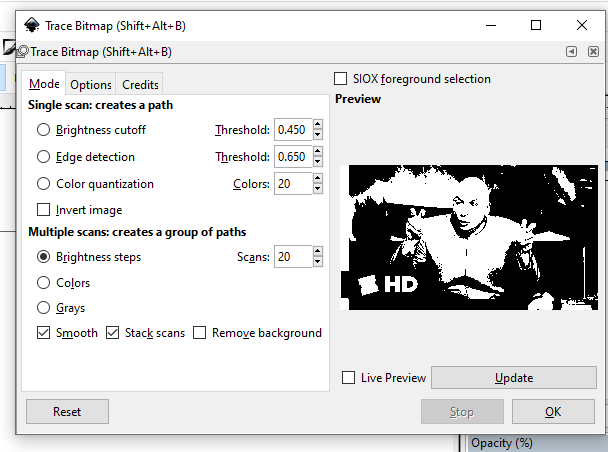 Trace Bitmap (Shift+Alt+B)
Trace Bitmap (Shift+Alt+B)
Mode Options Credits
SIOX foreground selection
Single scan: creates a path
Preview
Brightness cutoff Threshold: 0.450
Edge detection Threshold: 0.650
Color quantization Colors: 20
Invert image
Multiple scans: creates a group of paths
Brightness steps Scans: 20
Colors
HD
Grays
Smooth Stack scans Remove background
Live Preview Update
Reset Stop OK
Opacity (%)